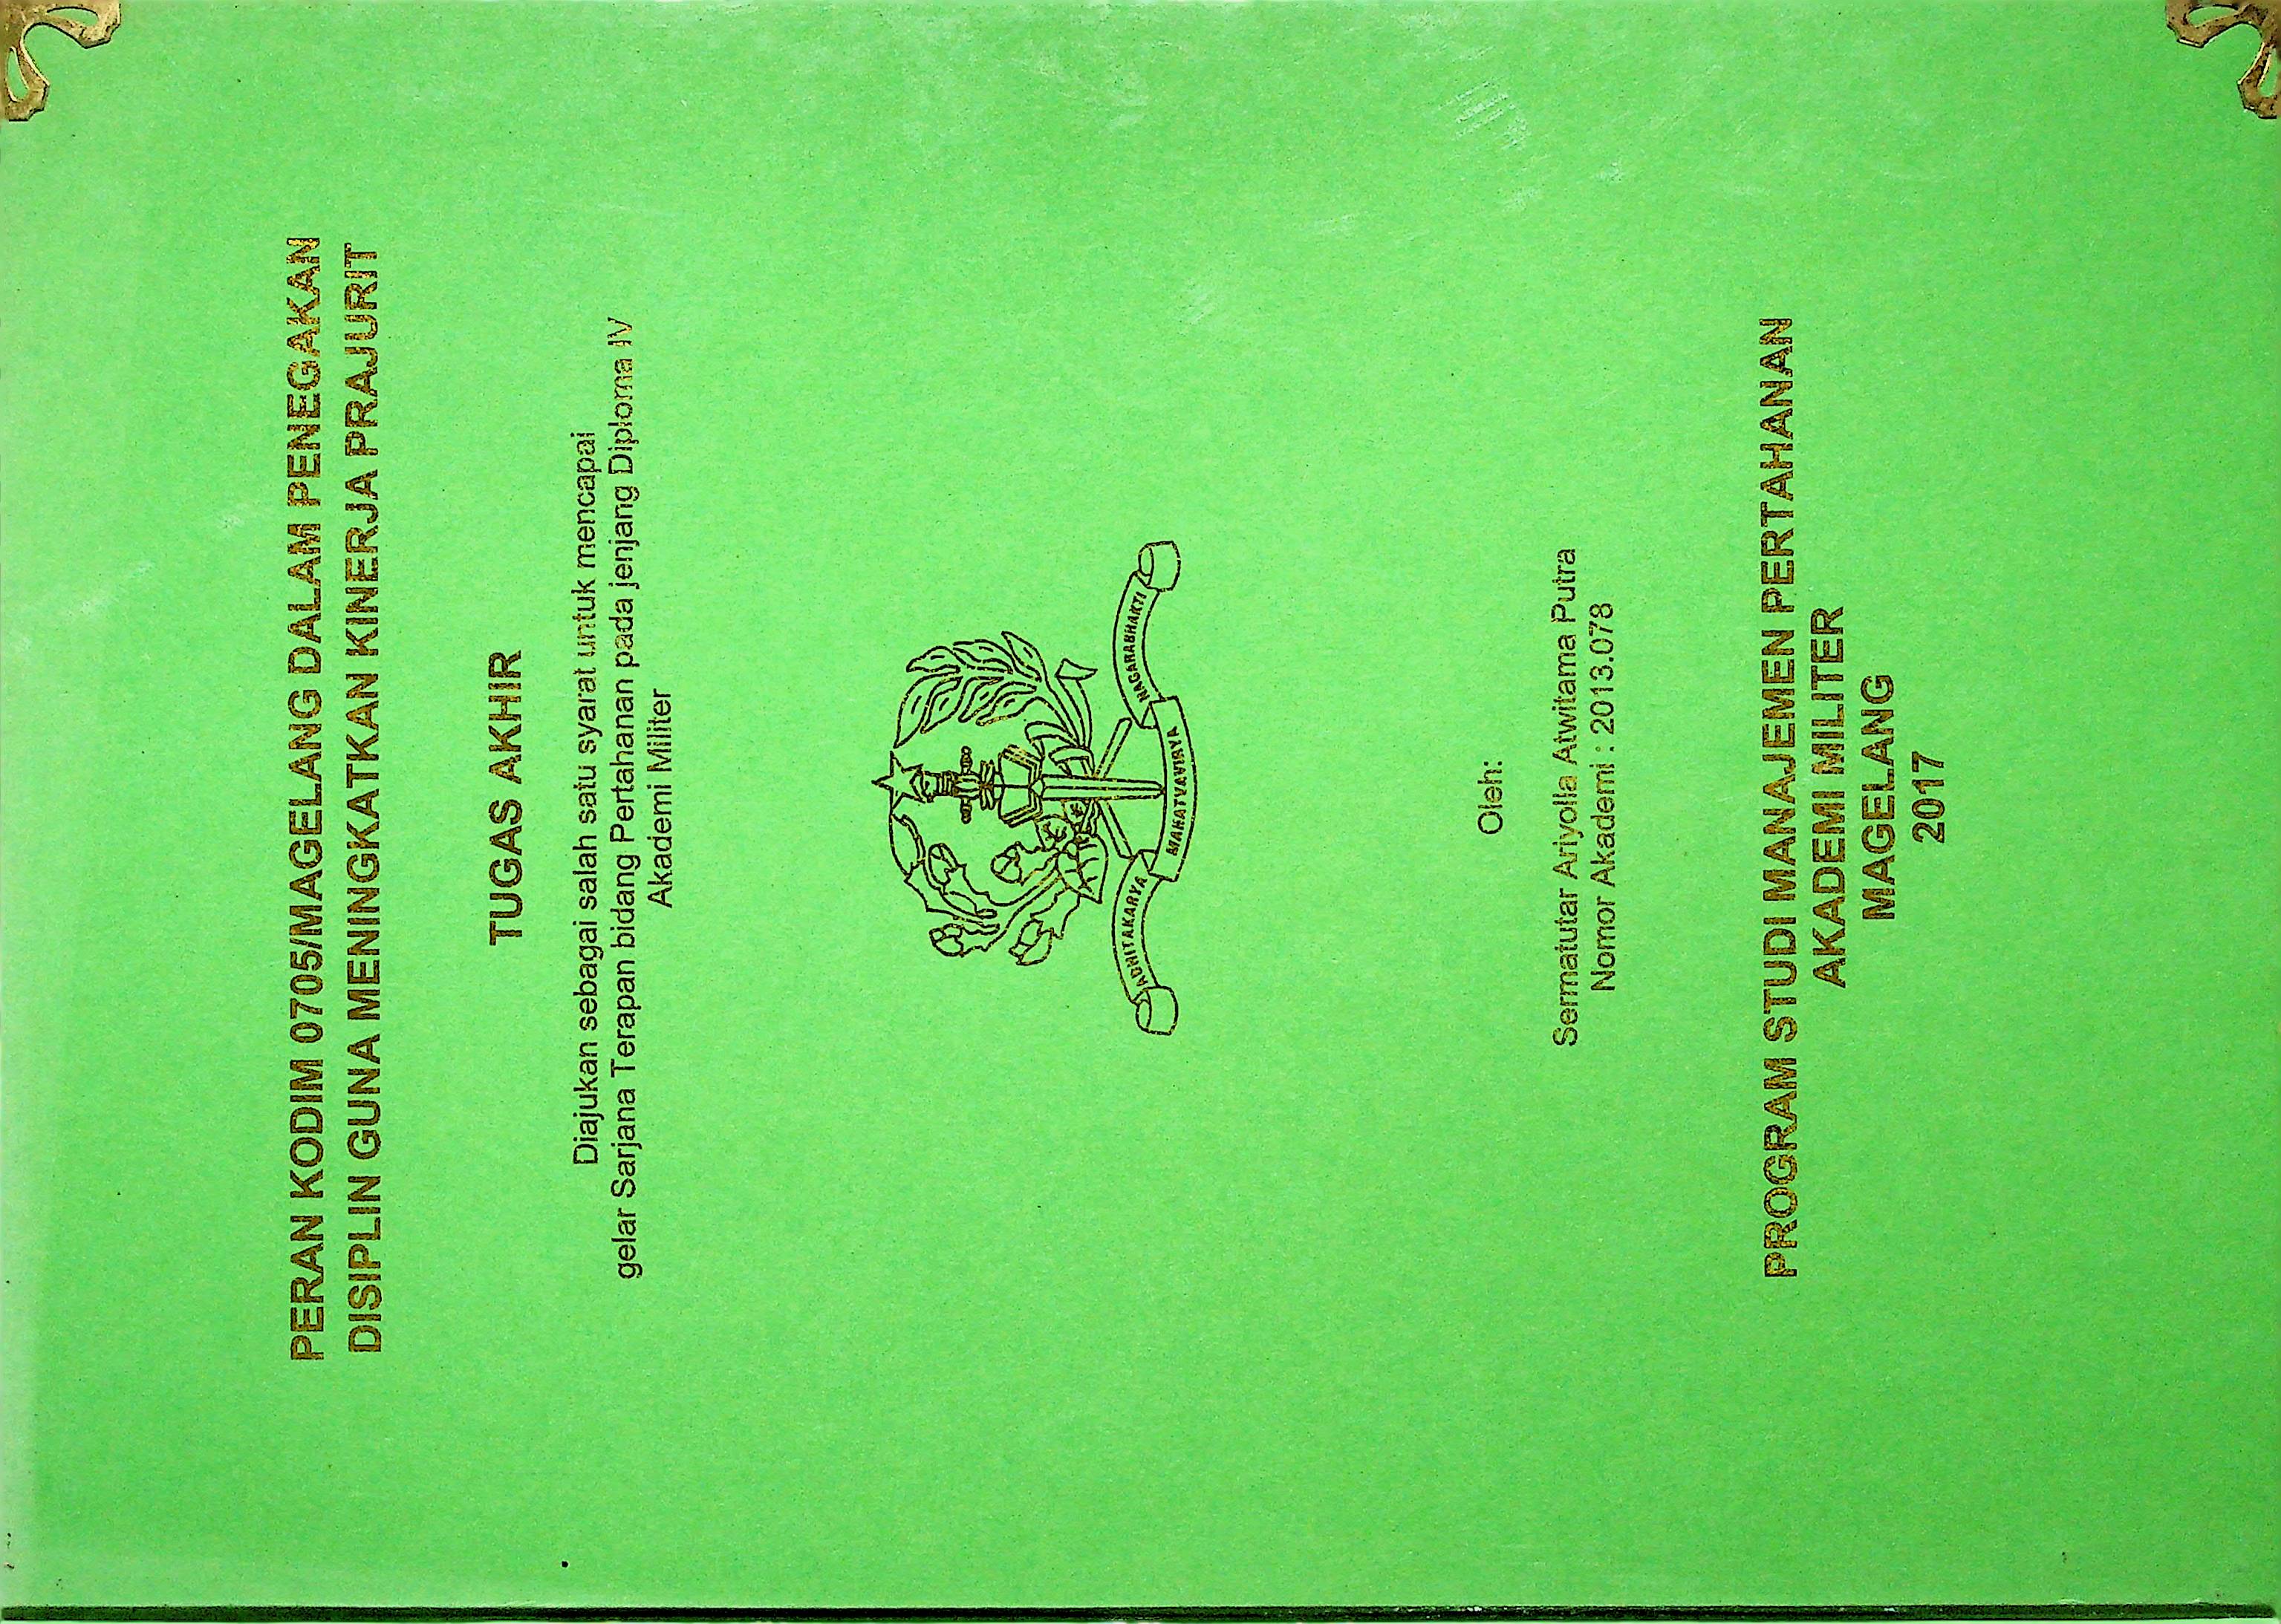 PERAN KODIM 0705/MAGELANG DALAM PENEGAKAN
DISIPLIN GUNA MENINGKATKAN KINERJA PRAJURIT
TUGAS AKHIR
Diajukan sebagai salah satu syarat untuk mencapai
gelar Sarjana Terapan bidang Pertahanan pada jenjang Diploma IV
Akademi Militer
ADHITAKARYA MAHATVAVIRYA NAGARABHAKTI
Oleh:
Sermatutar Ariyolla Atwitama Putra
Nomor Akademi : 2013.078
PROGRAM STUDI MANAJEMEN PERTAHANAN
AKADEMI MILITER
MAGELANG
2017